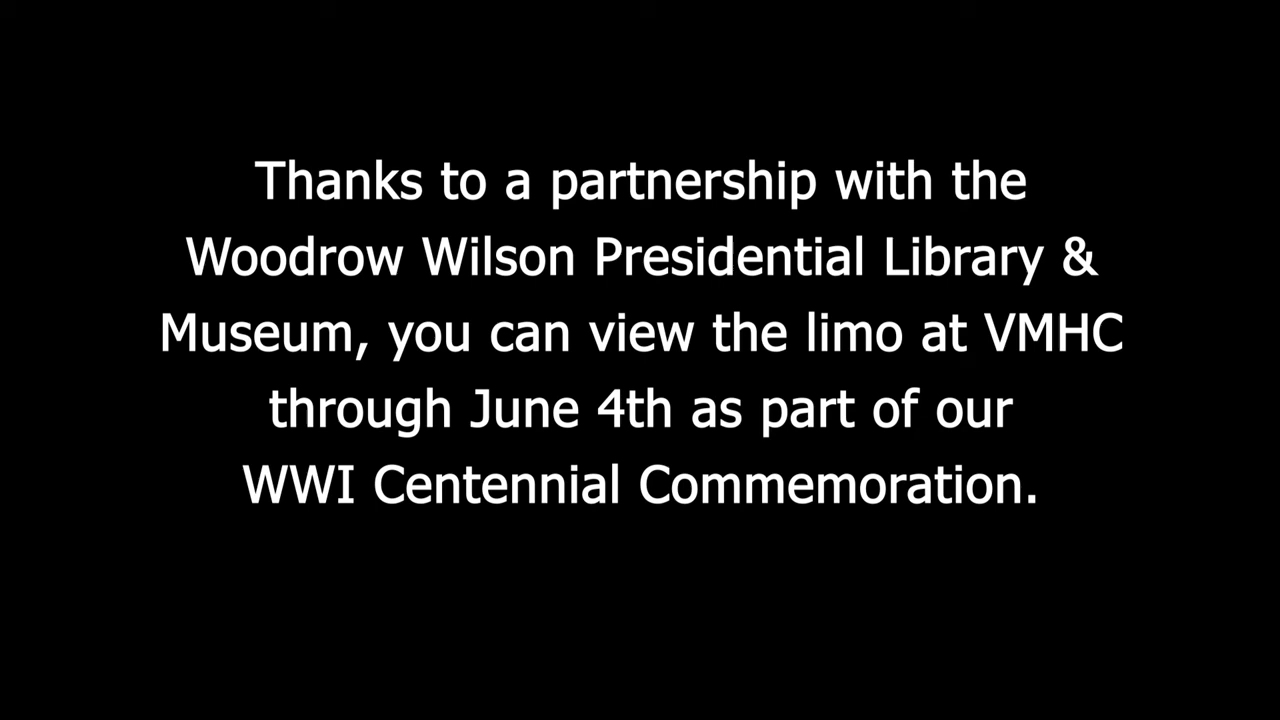 Thanks to a partnership with the
Woodrow Wilson Presidential Library &
Museum, you can view the limo at VMHC
through June 4th as part of our
WWI Centennial Commemoration.